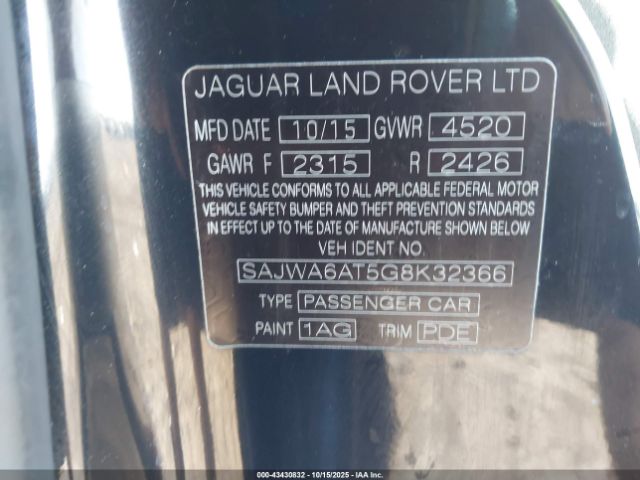 JAGUAR LAND ROVER LTD
MFD DATE 10/15 GVWR 4520
GAWR F 2315 R 2426
THIS VEHICLE CONFORMS TO ALL APPLICABLE FEDERAL MOTOR
VEHICLE SAFETY BUMPER AND THEFT PREVENTION STANDARDS
IN EFFECT UP TO THE DATE OF MANUFACTURE SHOWN BELOW.
VEH IDENT NO.
SAJWA6AT5G8K32366
TYPE PASSENGER CAR
PAINT 1AG TRIM PDE
000-43430832 - 10/15/2025 - IAA Inc.